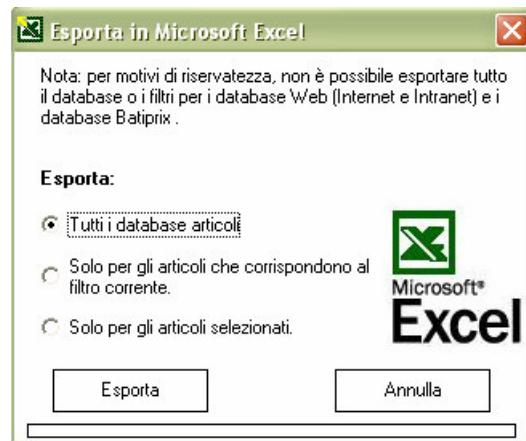 Esporta in Microsoft Excel
Nota: per motivi di riservatezza, non è possibile esportare tutto
il database o i filtri per i database Web (Internet e Intranet) e i
database Batiprix .
Esporta:
Tutti i database articoli
Solo per gli articoli che corrispondono al
filtro corrente.
Solo per gli articoli selezionati.
Microsoft®
Excel
Esporta
Annulla